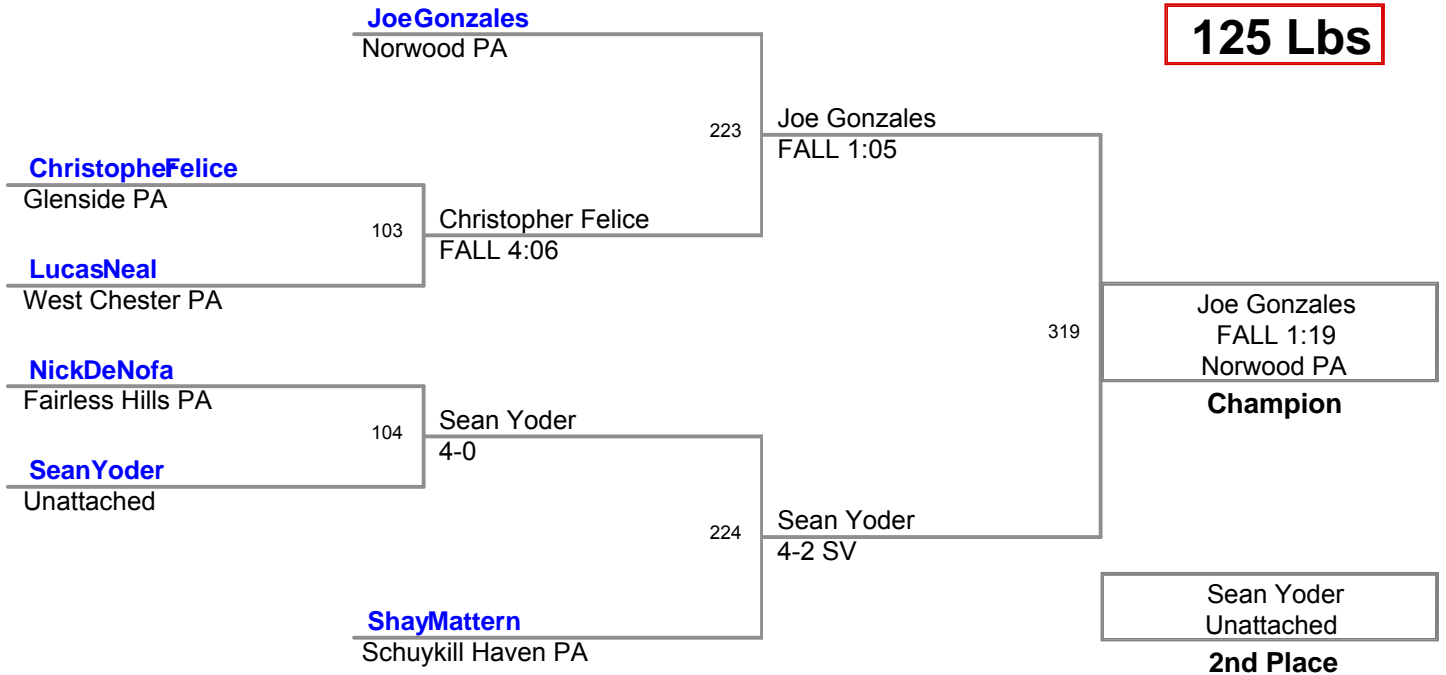 JoeGonzales
Norwood PA
125 Lbs
223
Joe Gonzales
FALL 1:05
ChristopheFelice
Glenside PA
103
Christopher Felice
FALL 4:06
LucasNeal
West Chester PA
319
Joe Gonzales
FALL 1:19
Norwood PA
Champion
NickDeNofa
Fairless Hills PA
104
Sean Yoder
4-0
SeanYoder
Unattached
224
Sean Yoder
4-2 SV
ShayMattern
Schuykill Haven PA
Sean Yoder
Unattached
2nd Place